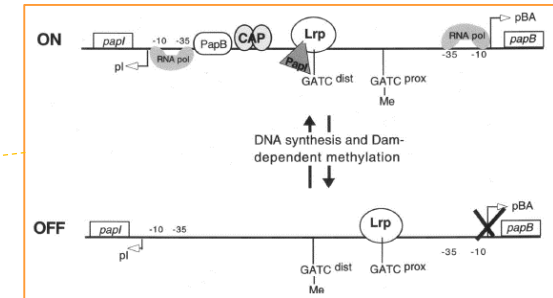 pBA
ON
papI
-10 -35
PapB
CAP
Lrp
RNA pol
papB
pI
RNA pol
PapI
-35 -10
GATC dist
GATC prox
Me
DNA synthesis and Dam-
dependent methylation
pBA
OFF
papI
-10 -35
Lrp
papB
pI
-35 -10
GATC dist
GATC prox
Me